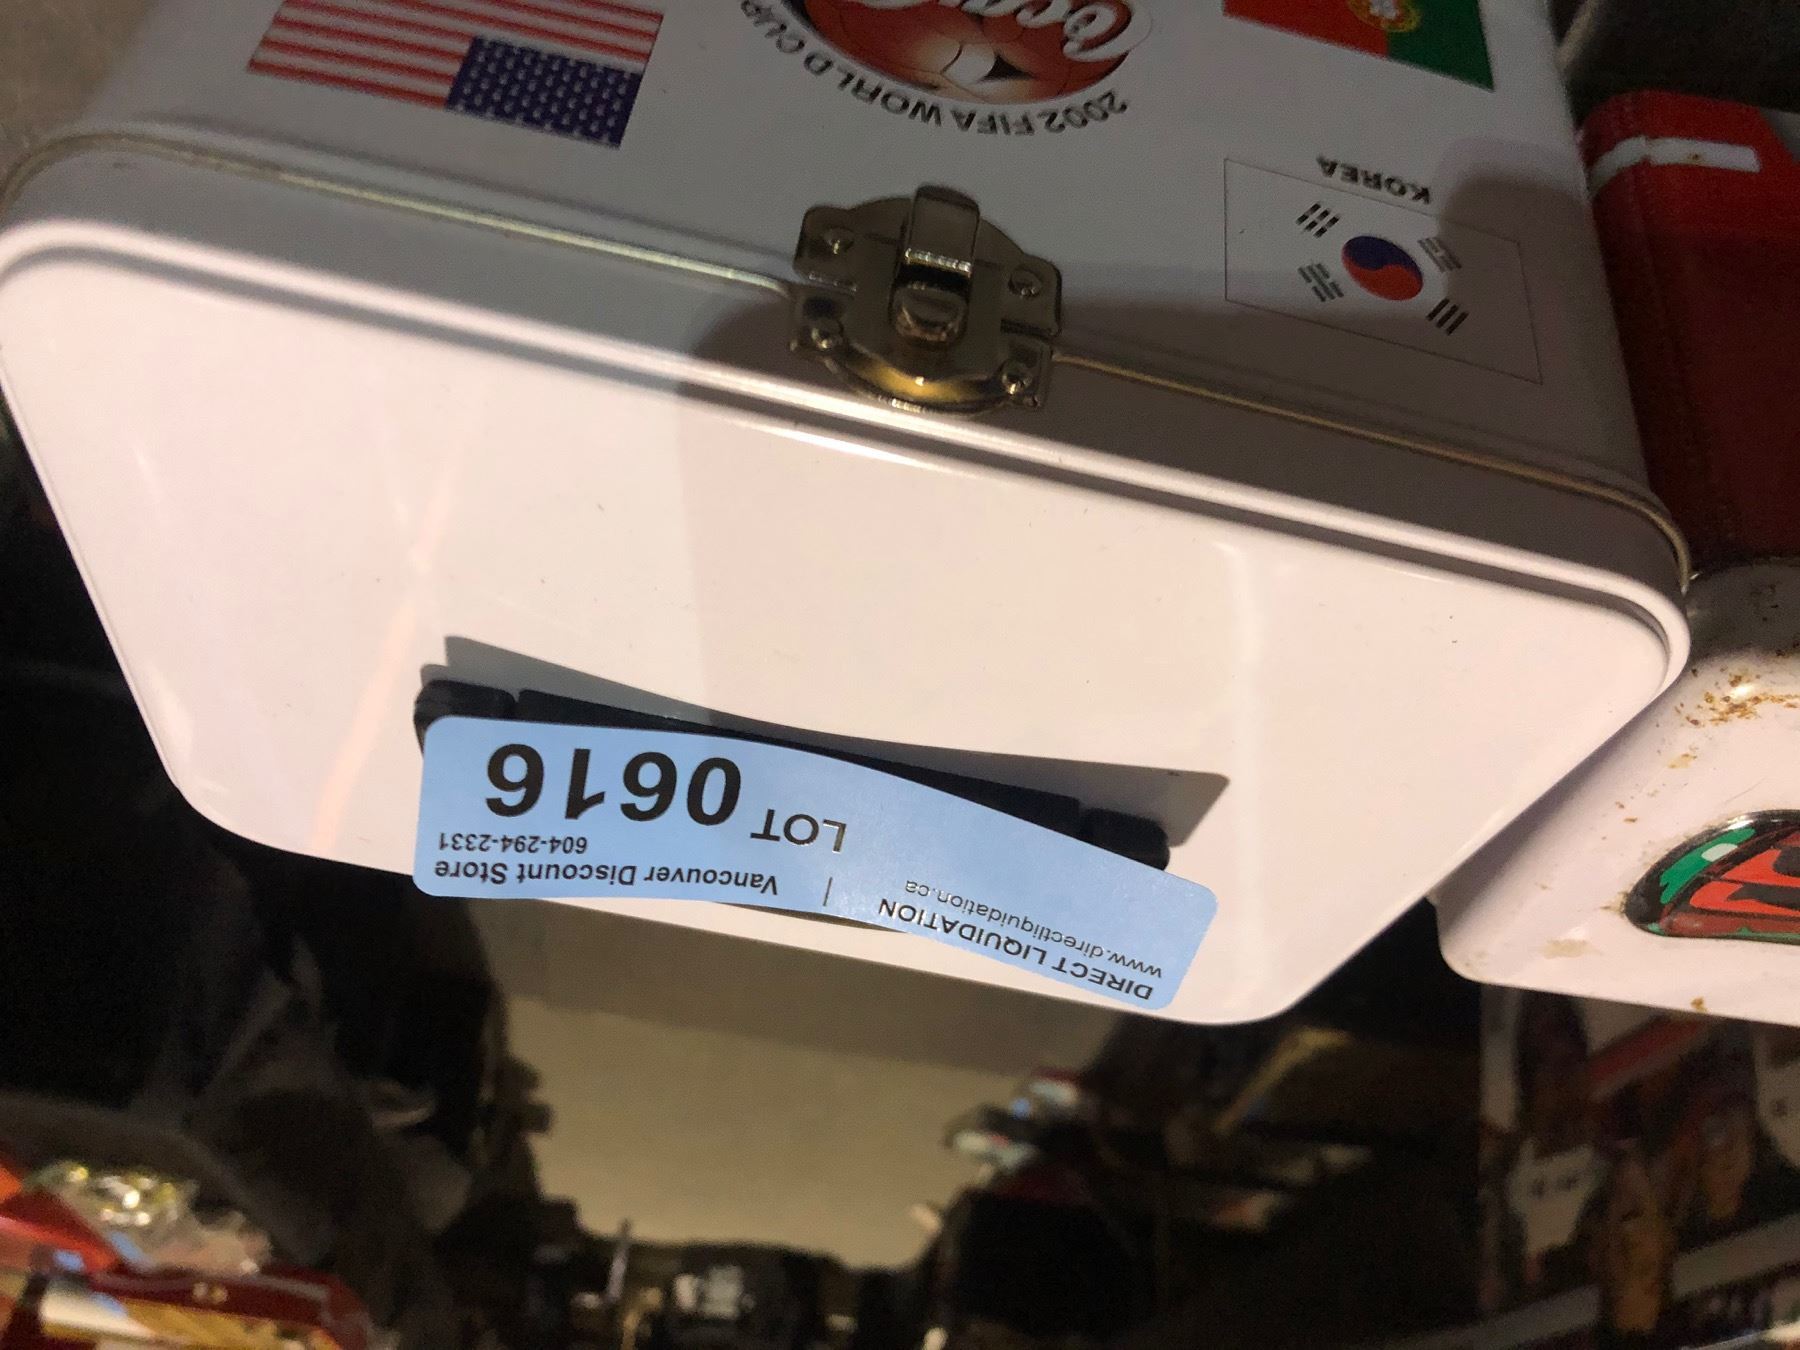 DIRECT LIQUIDATION
www.directliquidation.ca
Vancouver Discount Store
604-294-2331
LOT 0616
KOREA
2002 FIFA WORLD CUP